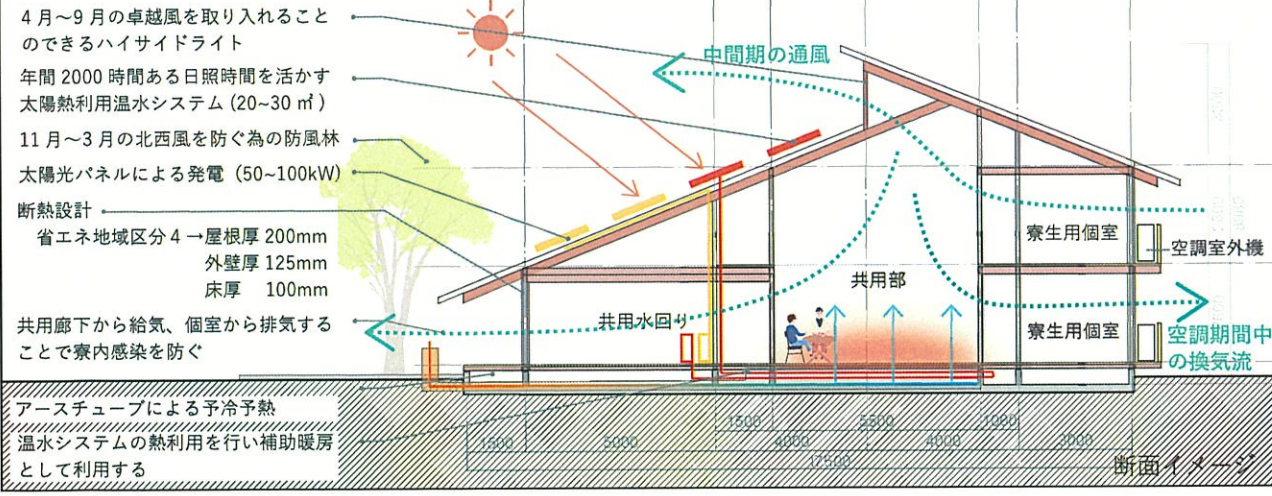 4月～9月の卓越風を取り入れること
のできるハイサイドライト
年間2000時間ある日照時間を活かす
太陽熱利用温水システム(20~30㎡)
11月～3月の北西風を防ぐ為の防風林
太陽光パネルによる発電(50~100kW)
断熱設計
省エネ地域区分4→屋根厚200mm
外壁厚125mm
床厚 100mm
共用廊下から給気、個室から排気する
ことで寮内感染を防ぐ
アースチューブによる予冷予熱
温水システムの熱利用を行い補助暖房
として利用する
中間期の通風
寮生用個室
空調室外機
共用部
共用水回り
寮生用個室
空調期間中
の換気流
1500
5500
1000
1500
5000
4000
4000
3000
17500
断面イメージ